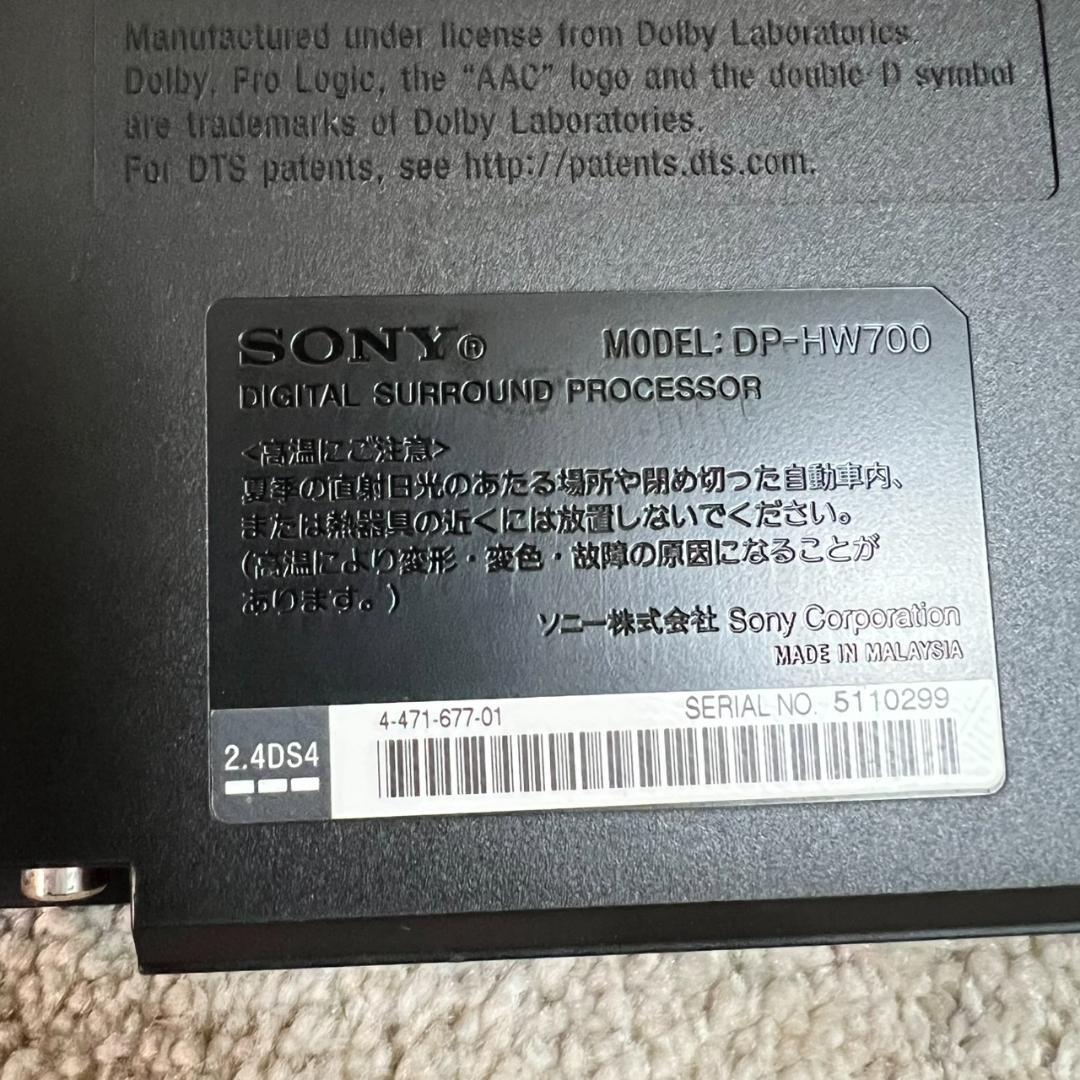 Manufactured under license from Dolby Laboratories.
Dolby, Pro Logic, the “AAC” logo and the double-D symbol
are trademarks of Dolby Laboratories.
For DTS patents, see http://patents.dts.com.
SONY® MODEL: DP-HW700
DIGITAL SURROUND PROCESSOR
<高温にご注意>
夏季の直射日光のあたる場所や閉め切った自動車内、
または熱器具の近くには放置しないでください。
(高温により変形・変色・故障の原因になることが
あります。)
ソニー株式会社 Sony Corporation
MADE IN MALAYSIA
4-471-677-01 SERIAL NO. 5110299
2.4DS4